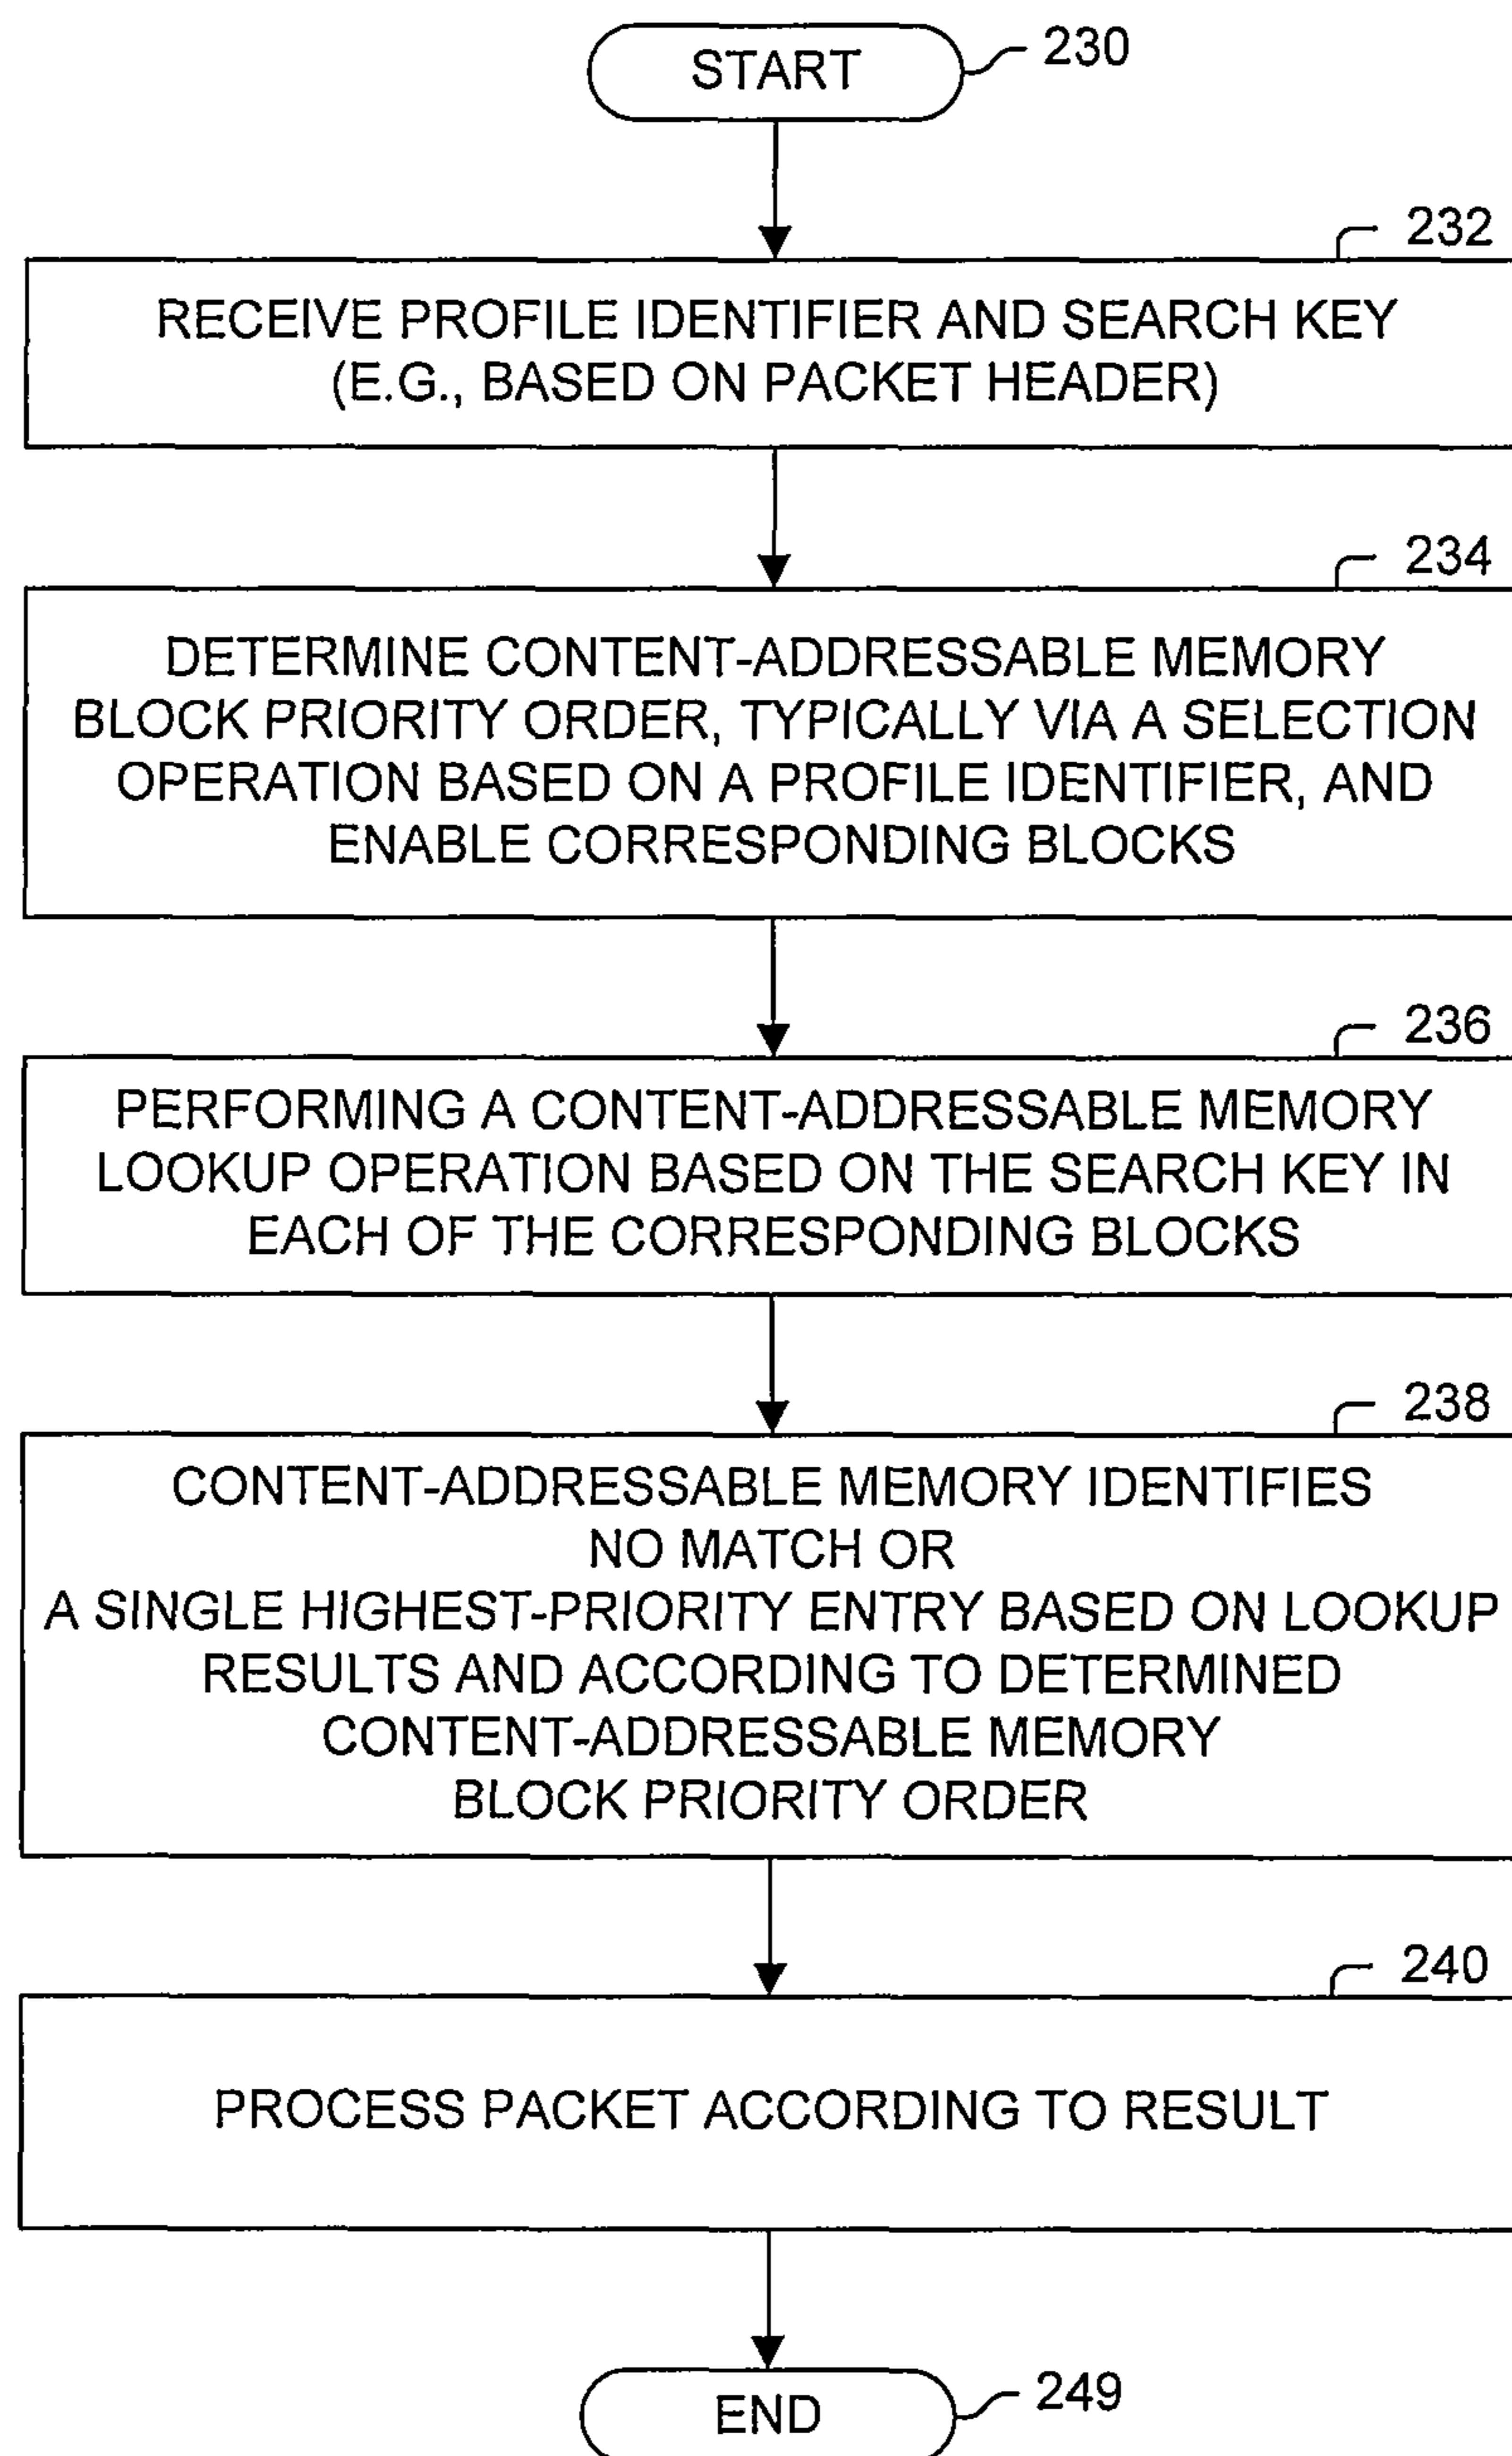 START
230
232
RECEIVE PROFILE IDENTIFIER AND SEARCH KEY
(E.G., BASED ON PACKET HEADER)
234
DETERMINE CONTENT-ADDRESSABLE MEMORY
BLOCK PRIORITY ORDER, TYPICALLY VIA A SELECTION
OPERATION BASED ON A PROFILE IDENTIFIER, AND
ENABLE CORRESPONDING BLOCKS
236
PERFORMING A CONTENT-ADDRESSABLE MEMORY
LOOKUP OPERATION BASED ON THE SEARCH KEY IN
EACH OF THE CORRESPONDING BLOCKS
238
CONTENT-ADDRESSABLE MEMORY IDENTIFIES
NO MATCH OR
A SINGLE HIGHEST-PRIORITY ENTRY BASED ON LOOKUP
RESULTS AND ACCORDING TO DETERMINED
CONTENT-ADDRESSABLE MEMORY
BLOCK PRIORITY ORDER
240
PROCESS PACKET ACCORDING TO RESULT
END
249